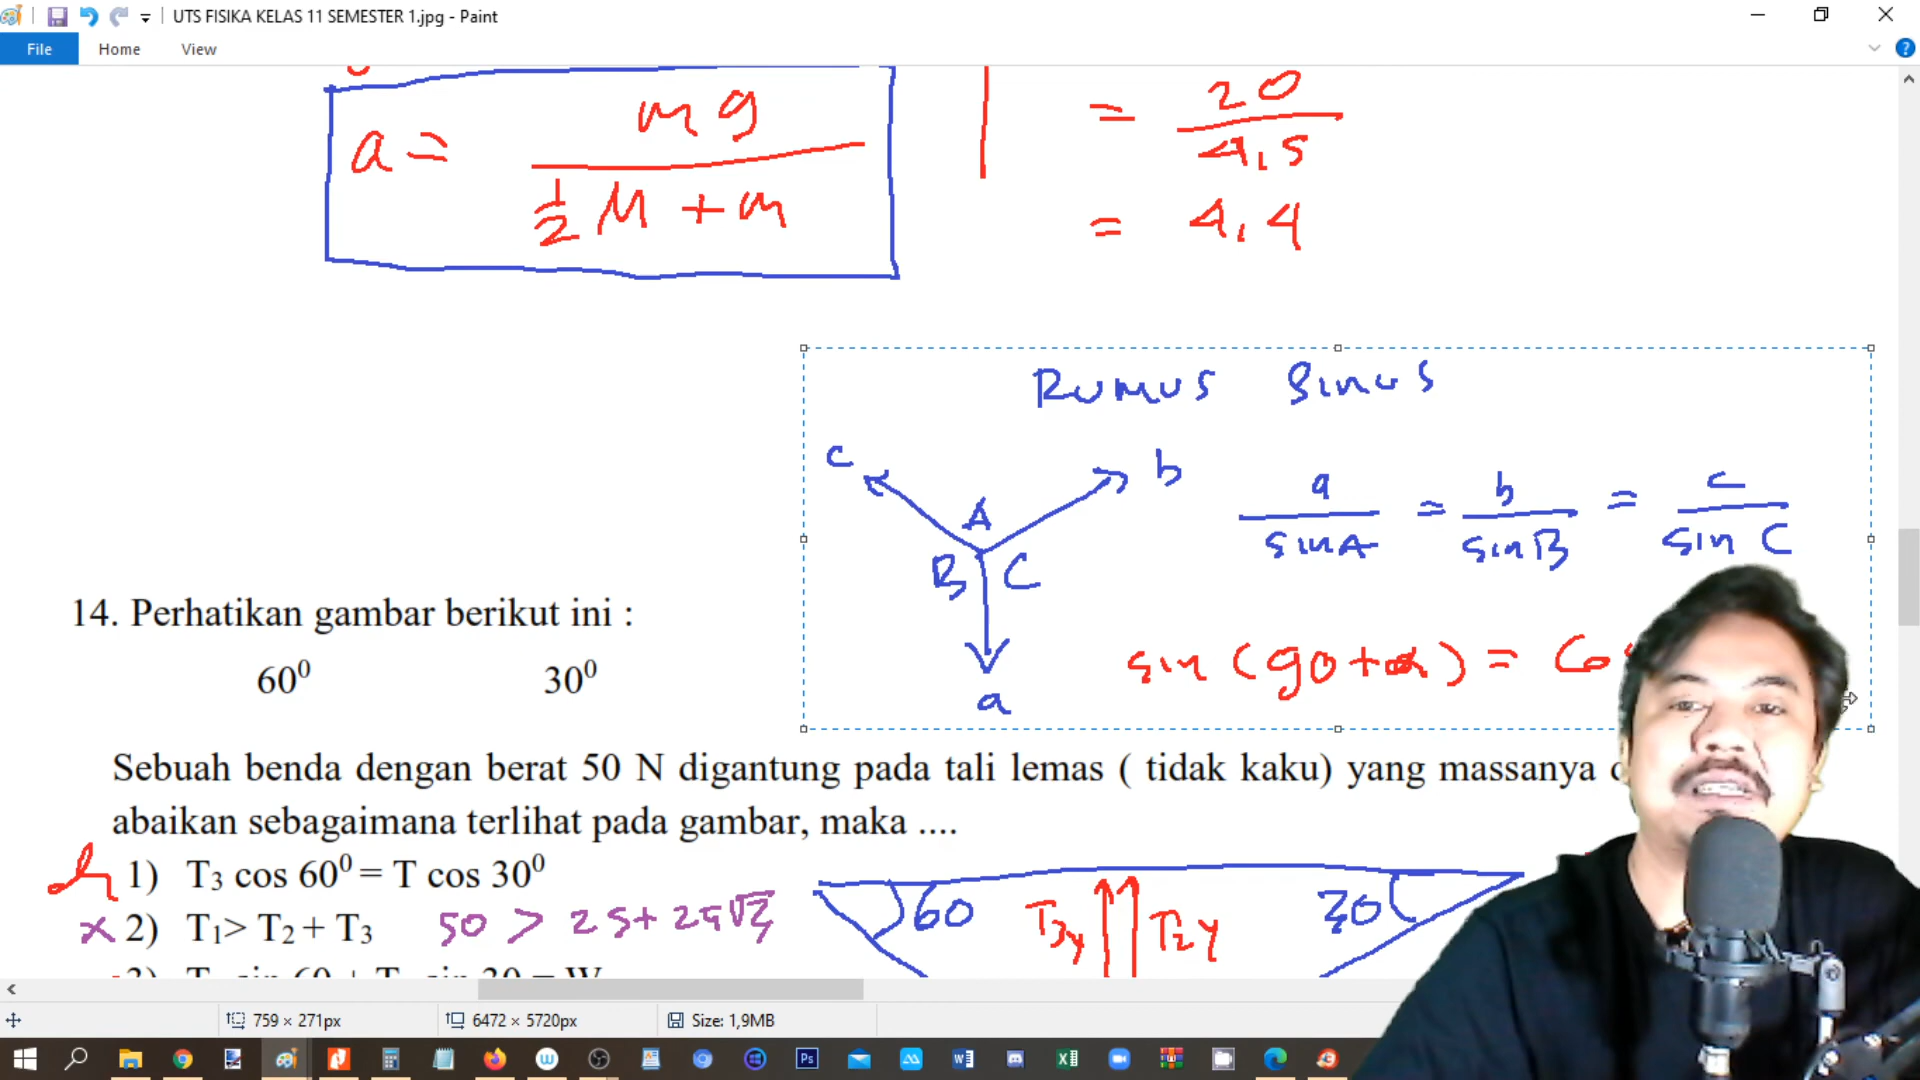 UTS FISIKA KELAS 11 SEMESTER 1.jpg - Paint
File Home View
a = mg / ½ M + m
= 20 / 4,5
= 4,4
RUMUS SINUS
c b
A
B C
a
a / sin A = b / sin B = c / sin C
sin (90 + α) =
14. Perhatikan gambar berikut ini :
60⁰ 30⁰
Sebuah benda dengan berat 50 N digantung pada tali lemas ( tidak kaku) yang massanya
abaikan sebagaimana terlihat pada gambar, maka ....
1) T₃ cos 60⁰ = T cos 30⁰
x 2) T₁> T₂ + T₃ 50 > 25 + 25√3
60 T3y T2y 30
759 × 271px 6472 × 5720px Size: 1,9MB